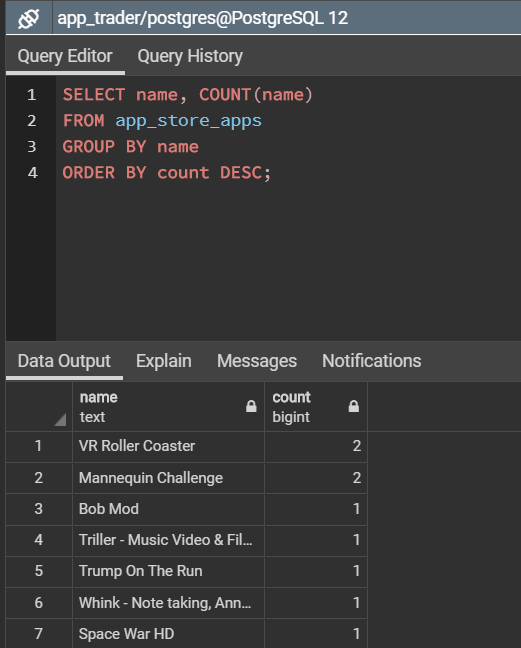 app_trader/postgres@PostgreSQL 12
Query Editor Query History
1 SELECT name, COUNT(name)
2 FROM app_store_apps
3 GROUP BY name
4 ORDER BY count DESC;
Data Output Explain Messages Notifications
name count
text bigint
1 VR Roller Coaster 2
2 Mannequin Challenge 2
3 Bob Mod 1
4 Triller - Music Video & Fil... 1
5 Trump On The Run 1
6 Whink - Note taking, Ann... 1
7 Space War HD 1